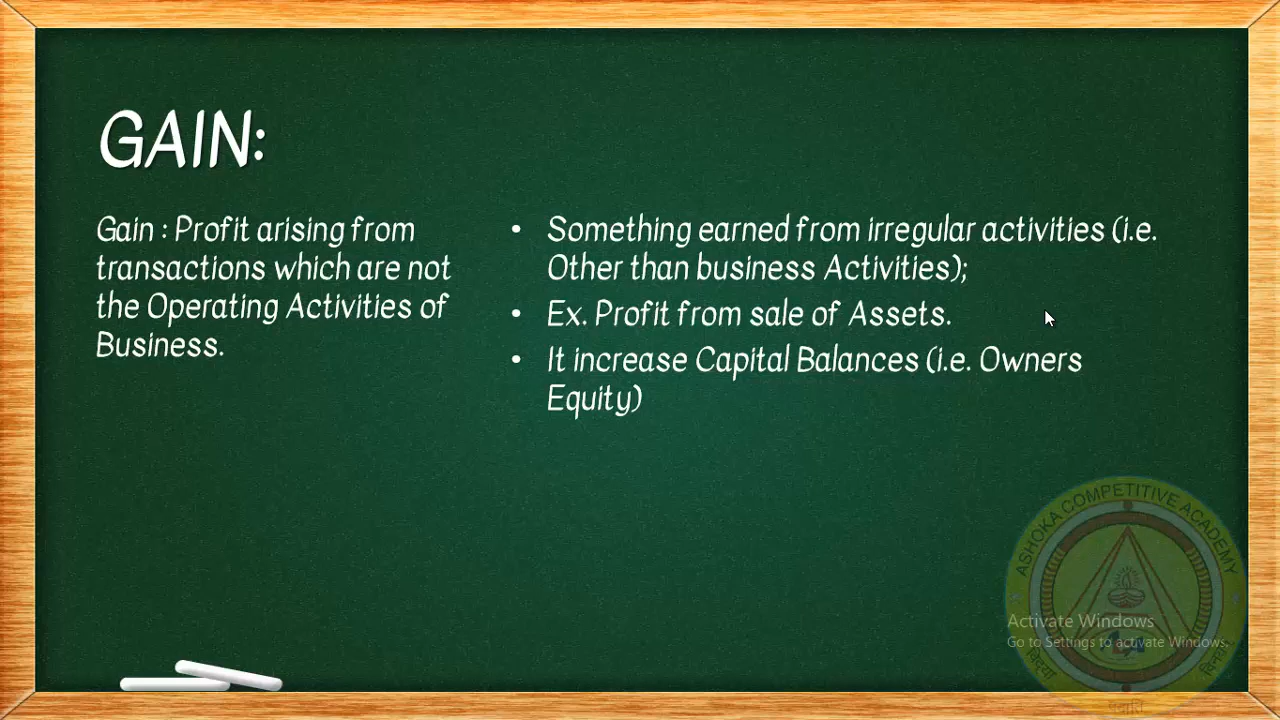 GAIN:
Gain : Profit arising from
transactions which are not
the Operating Activities of
Business.
• Something earned from irregular activities (i.e.
Other than business Activities);
• Ex. Profit from sale of Assets.
• It increase Capital Balances (i.e. Owners
Equity)
ASHOKA COMPETITIVE ACADEMY
Activate Windows
Go to Settings to activate Windows.